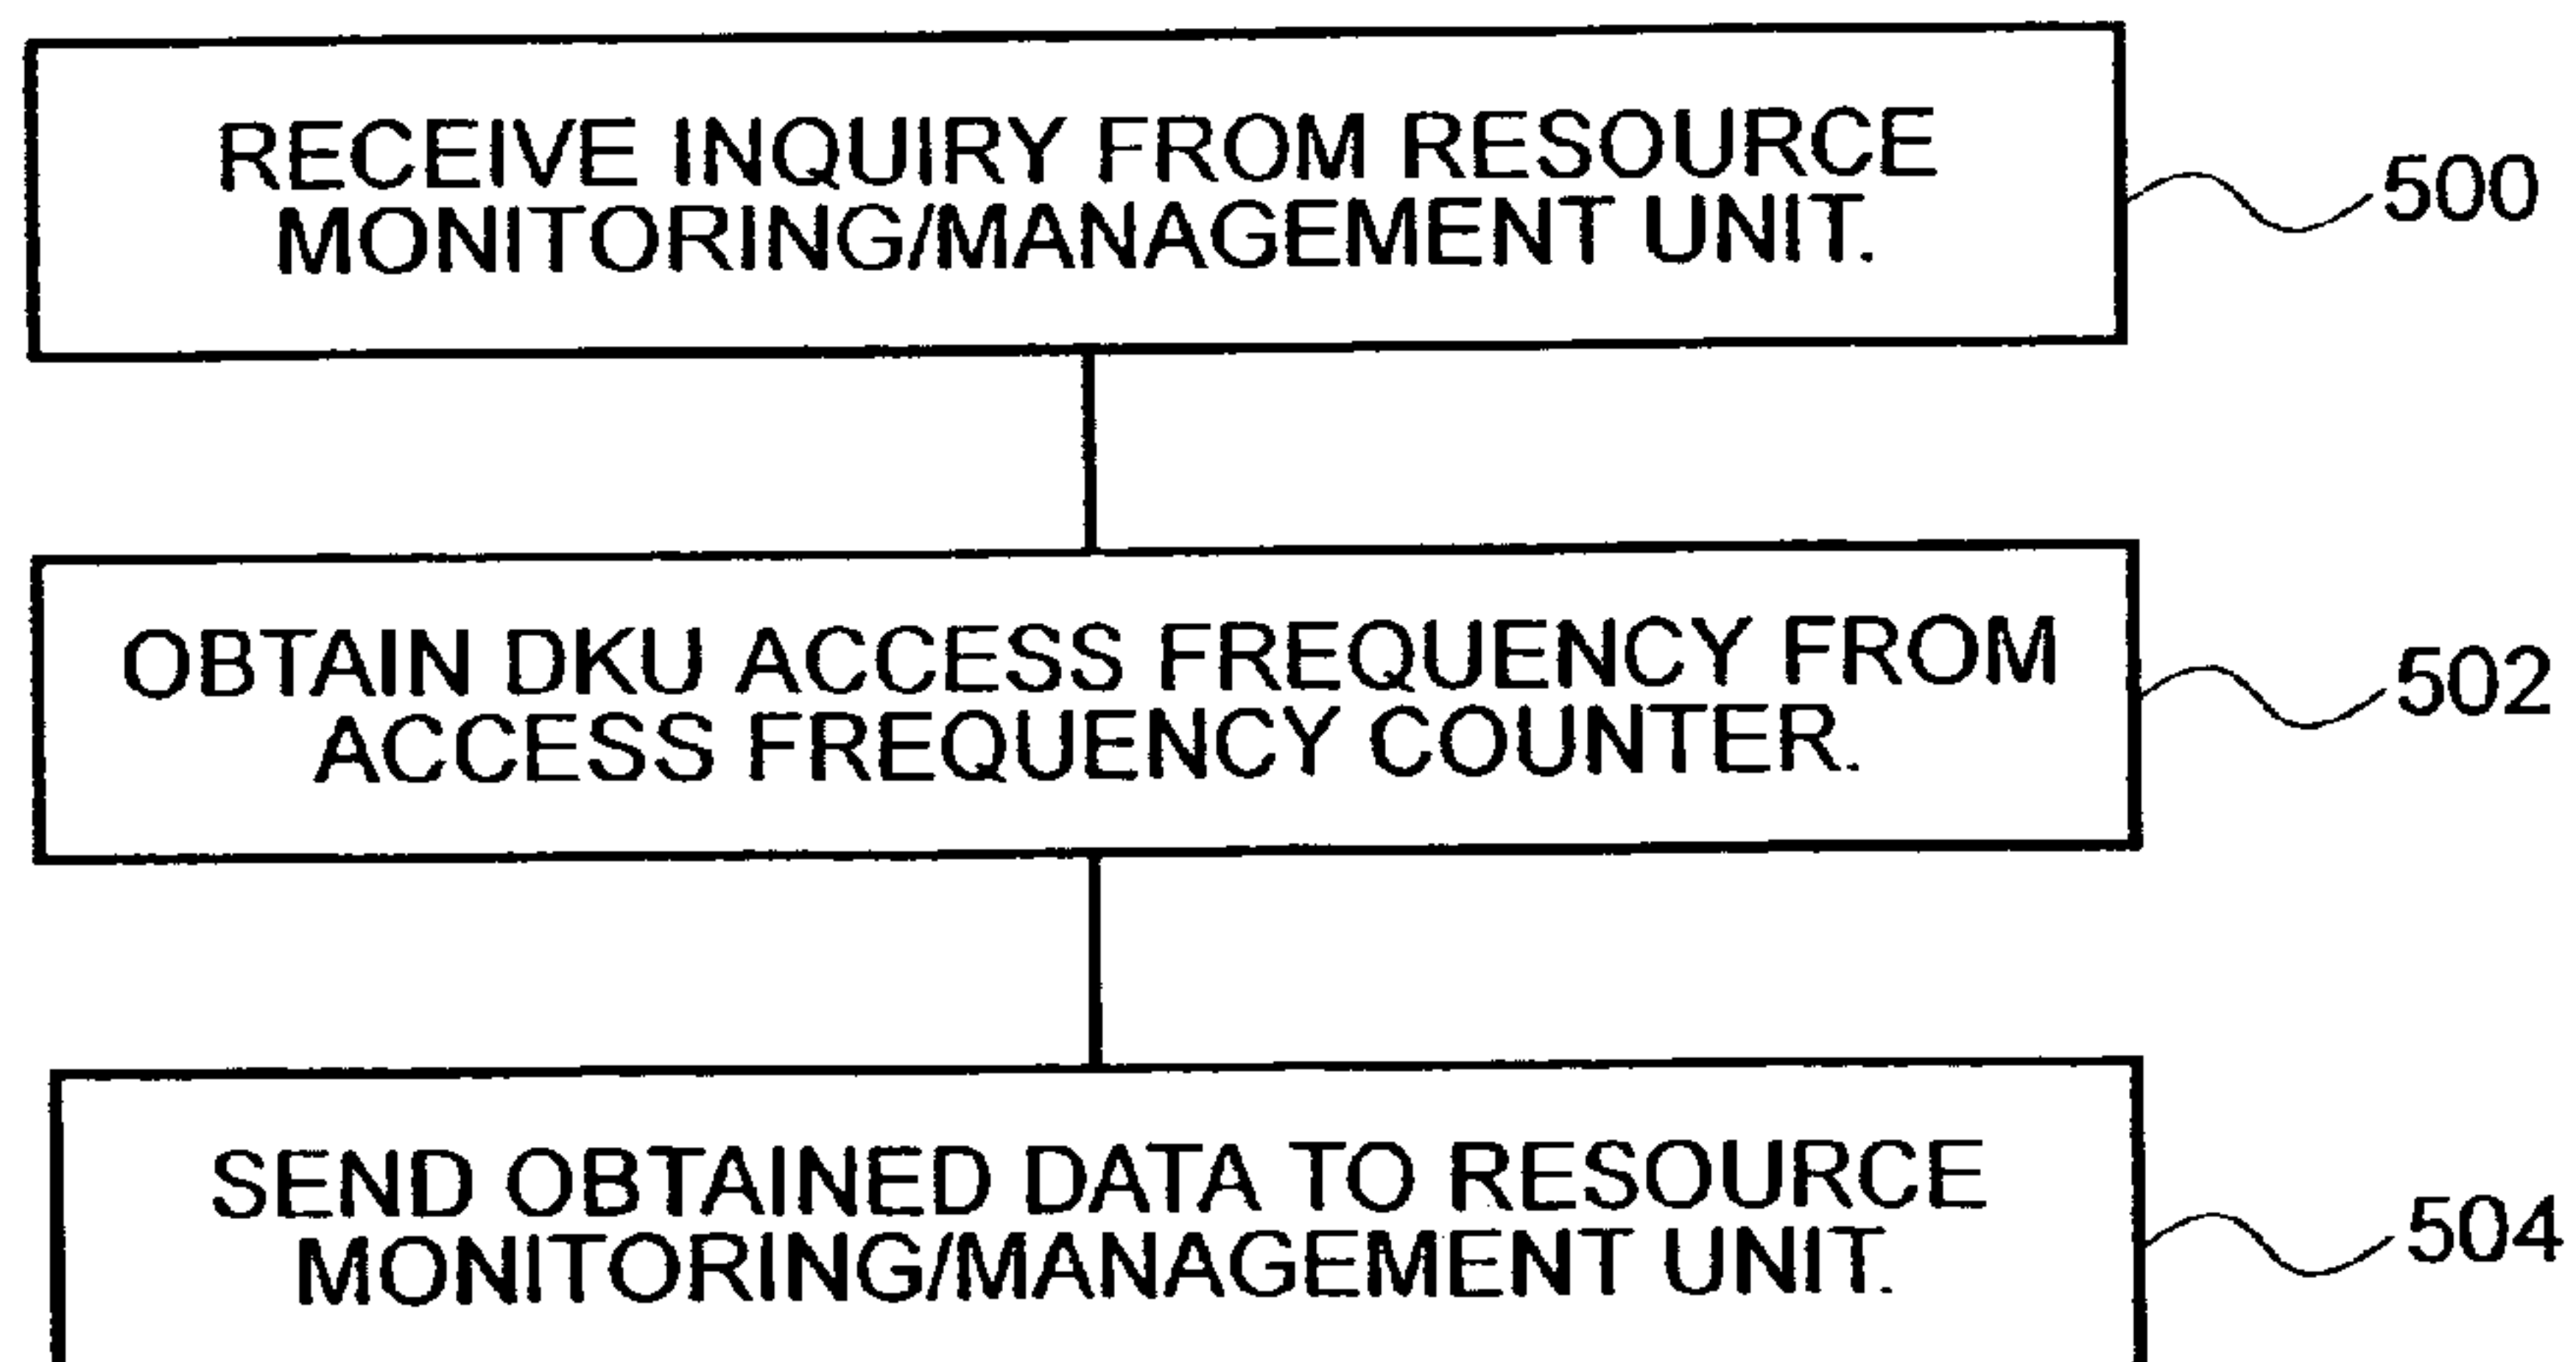 RECEIVE INQUIRY FROM RESOURCE
MONITORING/MANAGEMENT UNIT.
500
OBTAIN DKU ACCESS FREQUENCY FROM
ACCESS FREQUENCY COUNTER.
502
SEND OBTAINED DATA TO RESOURCE
MONITORING/MANAGEMENT UNIT.
504